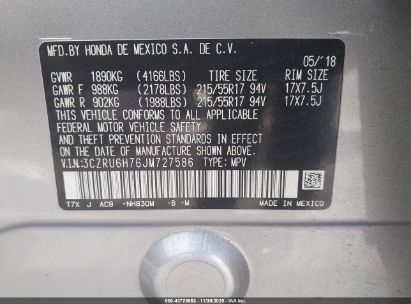 MFD.BY HONDA DE MEXICO S.A. DE C.V.
05/'18
GVWR 1890KG (4166LBS) TIRE SIZE RIM SIZE
GAWR F 988KG (2178LBS) 215/55R17 94V 17X7.5J
GAWR R 902KG (1988LBS) 215/55R17 94V 17X7.5J
THIS VEHICLE CONFORMS TO ALL APPLICABLE
FEDERAL MOTOR VEHICLE SAFETY AND THEFT
PREVENTION STANDARDS IN EFFECT ON THE DATE
OF MANUFACTURE SHOWN ABOVE.
V.I.N:3CZRU6H76JM727586 TYPE: MPV
T7X J AC9 -NH830M -B -M MADE IN MEXICO